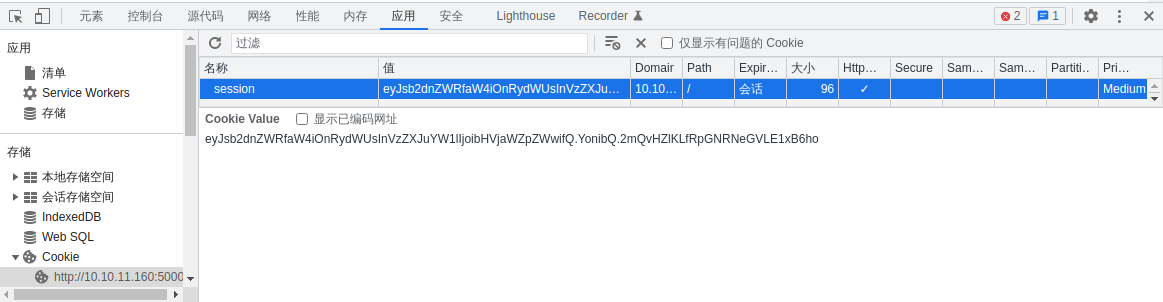 元素 控制台 源代码 网络 性能 内存 应用 安全 Lighthouse Recorder 2 1
应用
清单
Service Workers
存储
存储
本地存储空间
会话存储空间
IndexedDB
Web SQL
Cookie
http://10.10.11.160:5000
过滤 仅显示有问题的 Cookie
名称 值 Domain Path Expir… 大小 Http… Secure Sam… Sam… Partiti… Pri…
session eyJsb2dnZWRfaW4iOnRydWUsInVzZXJu… 10.10… / 会话 96 ✓ Medium
Cookie Value 显示已编码网址
eyJsb2dnZWRfaW4iOnRydWUsInVzZXJuYW1lIjoibHVjaWZpZWwifQ.YonibQ.2mQvHZlKLfRpGNRNeGVLE1xB6ho